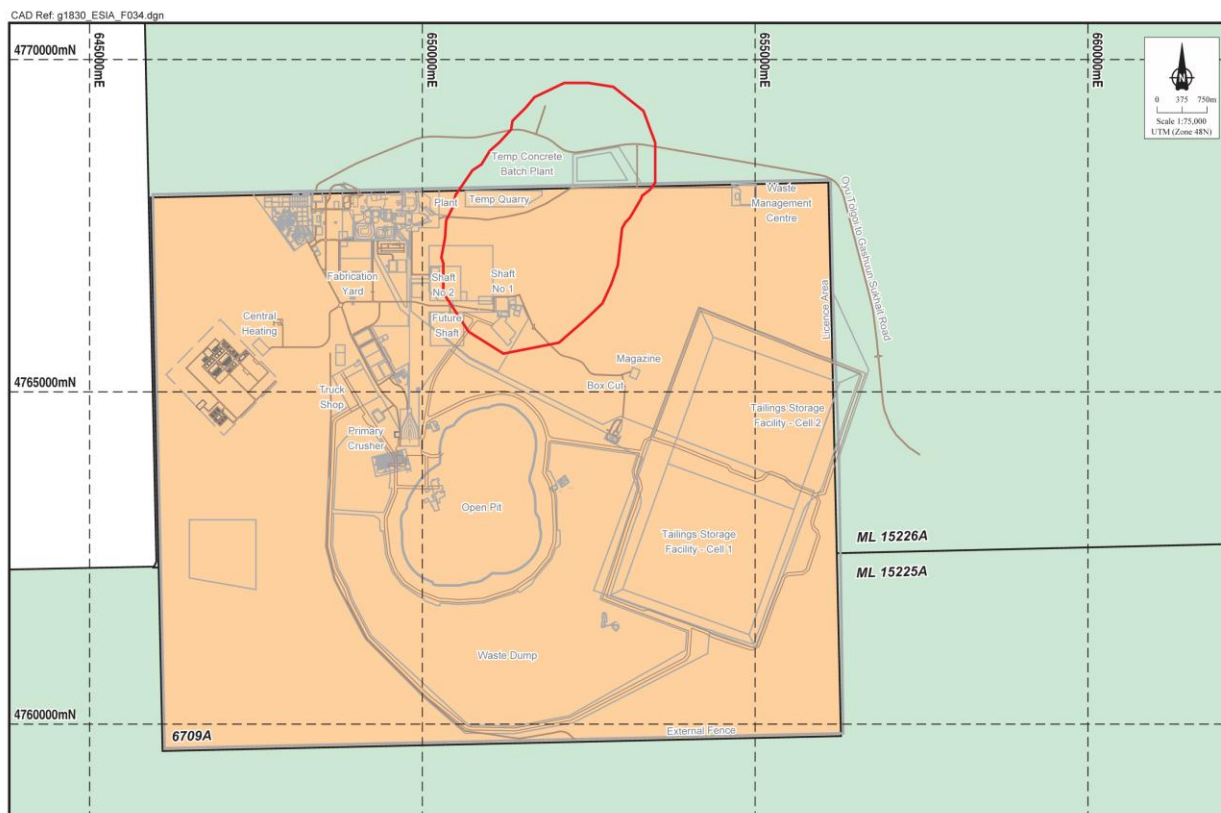 CAD Ref: g1830_ESIA_F034.dgn
4770000mN
645000mE
650000mE
655000mE
660000mE
N
0 375 750m
Scale 1:75,000
UTM (Zone 48N)
Temp Concrete
Batch Plant
Plant
Temp Quarry
Waste
Management
Centre
Oyu Tolgoi to Gashuun Sukhait Road
Fabrication
Yard
Shaft
No 2
Shaft
No 1
Licence Area
Central
Heating
Future
Shaft
Magazine
4765000mN
Box Cut
Truck
Shop
Tailings Storage
Facility - Cell 2
Primary
Crusher
Open Pit
Tailings Storage
Facility - Cell 1
ML 15226A
ML 15225A
Waste Dump
4760000mN
6709A
External Fence